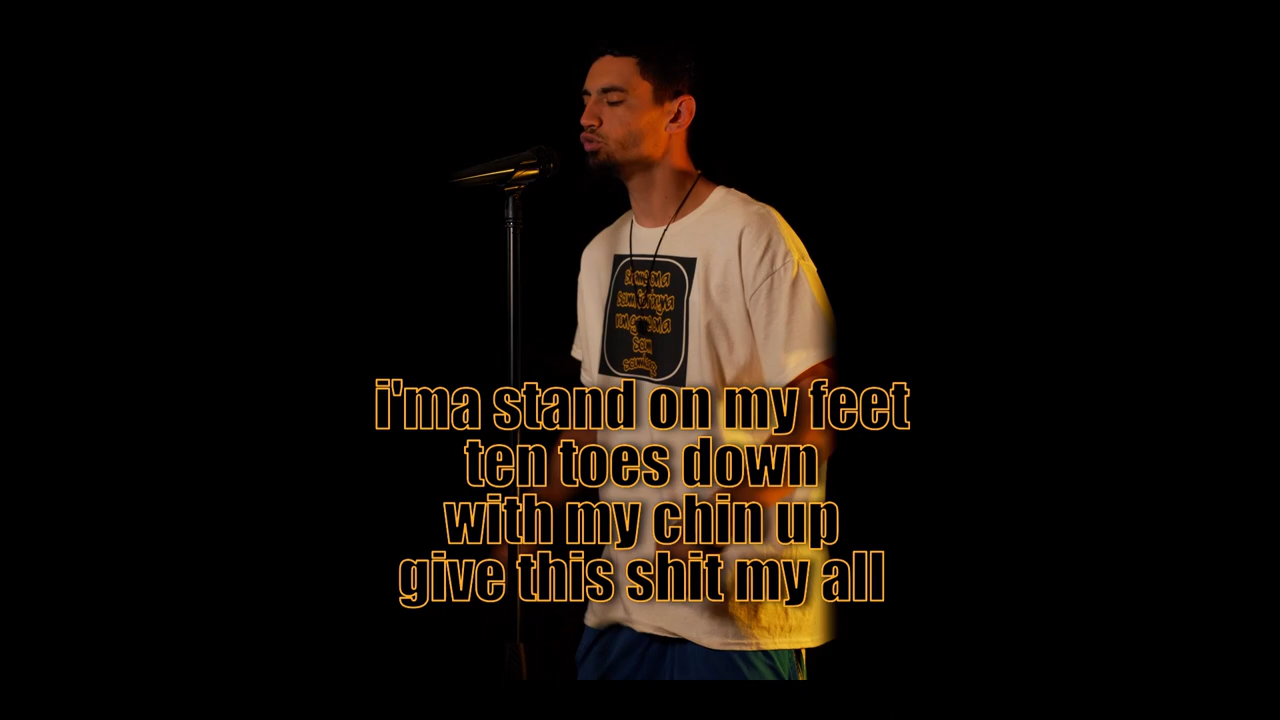 i'ma stand on my feet
ten toes down
with my chin up
give this shit my all